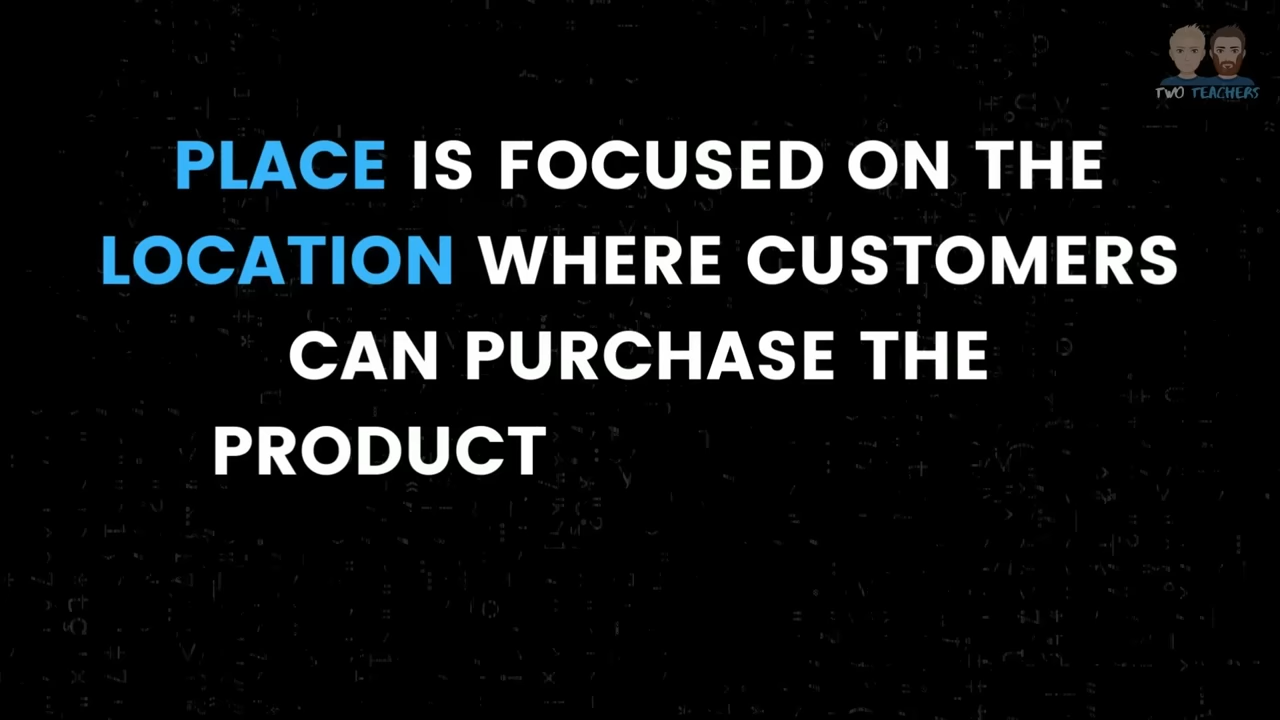 TWO TEACHERS
PLACE IS FOCUSED ON THE
LOCATION WHERE CUSTOMERS
CAN PURCHASE THE
PRODUCT